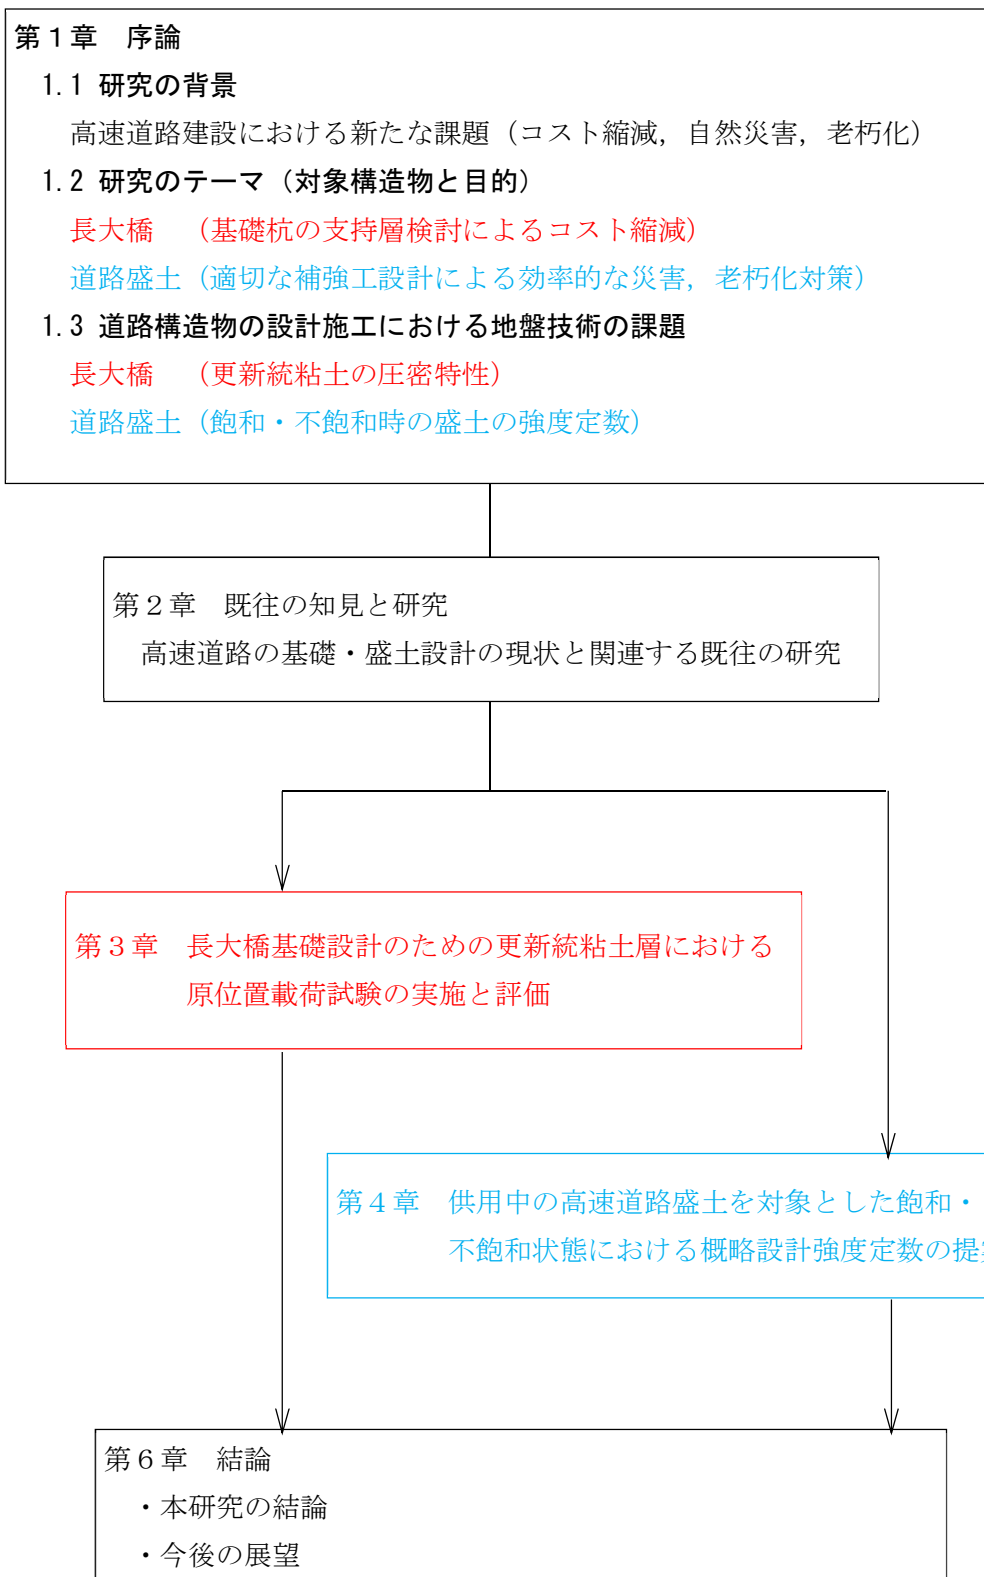 第1章　序論
1.1 研究の背景
高速道路建設における新たな課題（コスト縮減，自然災害，老朽化）
1.2 研究のテーマ（対象構造物と目的）
長大橋　（基礎杭の支持層検討によるコスト縮減）
道路盛土（適切な補強工設計による効率的な災害，老朽化対策）
1.3 道路構造物の設計施工における地盤技術の課題
長大橋　（更新統粘土の圧密特性）
道路盛土（飽和・不飽和時の盛土の強度定数）
第２章　既往の知見と研究
高速道路の基礎・盛土設計の現状と関連する既往の研究
第３章　長大橋基礎設計のための更新統粘土層における
原位置載荷試験の実施と評価
第４章　供用中の高速道路盛土を対象とした飽和・
不飽和状態における概略設計強度定数の提
第６章　結論
・本研究の結論
・今後の展望